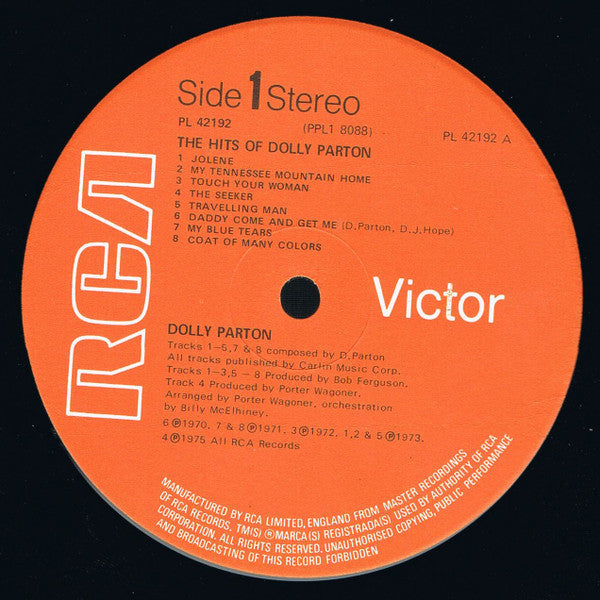 Side 1 Stereo
PL 42192 (PPL1 8088) PL 42192 A
THE HITS OF DOLLY PARTON
1 JOLENE
2 MY TENNESSEE MOUNTAIN HOME
3 TOUCH YOUR WOMAN
4 THE SEEKER
5 TRAVELLING MAN
6 DADDY COME AND GET ME (D.Parton, D.J.Hope)
7 MY BLUE TEARS
8 COAT OF MANY COLORS
RCA
Victor
DOLLY PARTON
Tracks 1–5,7 & 8 composed by D.Parton
All tracks published by Carlin Music Corp.
Tracks 1–3,5 – 8 Produced by Bob Ferguson.
Track 4 Produced by Porter Wagoner.
Arranged by Porter Wagoner, orchestration
by Billy McElhiney.
6 ℗1970, 7 & 8 ℗1971, 3 ℗1972, 1,2 & 5 ℗1973,
4 ℗1975 All RCA Records
MANUFACTURED BY RCA LIMITED, ENGLAND FROM MASTER RECORDINGS
OF RCA RECORDS. TM(S) ® MARCA(S) REGISTRADA(S) USED BY AUTHORITY OF RCA
CORPORATION. ALL RIGHTS RESERVED. UNAUTHORISED COPYING, PUBLIC PERFORMANCE
AND BROADCASTING OF THIS RECORD FORBIDDEN